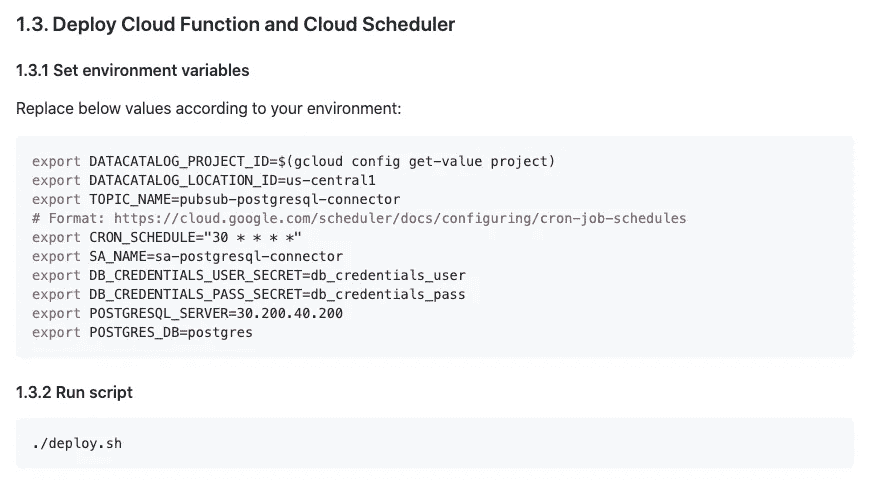 1.3. Deploy Cloud Function and Cloud Scheduler
1.3.1 Set environment variables
Replace below values according to your environment:
export DATACATALOG_PROJECT_ID=$(gcloud config get-value project)
export DATACATALOG_LOCATION_ID=us-central1
export TOPIC_NAME=pubsub-postgresql-connector
# Format: https://cloud.google.com/scheduler/docs/configuring/cron-job-schedules
export CRON_SCHEDULE="30 * * * *"
export SA_NAME=sa-postgresql-connector
export DB_CREDENTIALS_USER_SECRET=db_credentials_user
export DB_CREDENTIALS_PASS_SECRET=db_credentials_pass
export POSTGRESQL_SERVER=30.200.40.200
export POSTGRES_DB=postgres
1.3.2 Run script
./deploy.sh